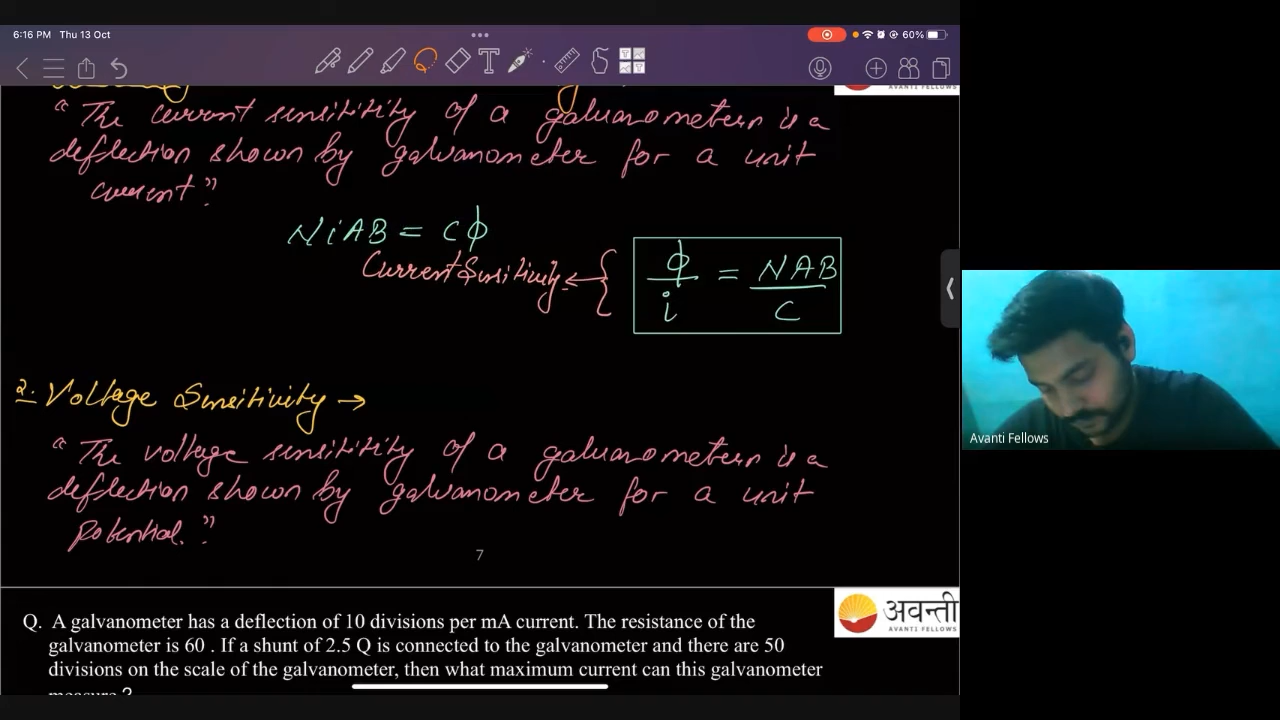 6:16 PM Thu 13 Oct
60%
AVANTI FELLOWS
"The current sensitivity of a galvanometer is a
deflection shown by galvanometer for a unit
current."
NiAB = cϕ
Current Sensitivity ϕ/i = NAB/C
2. Voltage Sensitivity →
"The voltage sensitivity of a galvanometer is a
deflection shown by galvanometer for a unit
potential."
7
अवन्ती
AVANTI FELLOWS
Q. A galvanometer has a deflection of 10 divisions per mA current. The resistance of the
galvanometer is 60 . If a shunt of 2.5 Q is connected to the galvanometer and there are 50
divisions on the scale of the galvanometer, then what maximum current can this galvanometer
measure ?
Avanti Fellows